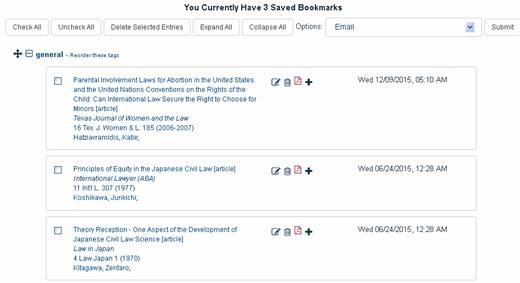 You Currently Have 3 Saved Bookmarks
Check All Uncheck All Delete Selected Entries Expand All Collapse All Options: Email Submit
general - Reorder these tags
Parental Involvement Laws for Abortion in the United States Wed 12/09/2015, 05:10 AM
and the United Nations Conventions on the Rights of the
Child: Can International Law Secure the Right to Choose for
Minors [article]
Texas Journal of Women and the Law
16 Tex. J. Women & L. 185 (2006-2007)
Hatziavramidis, Katie;
Principles of Equity in the Japanese Civil Law [article] Wed 06/24/2015, 12:28 AM
International Lawyer (ABA)
11 Int'l L. 307 (1977)
Koshikawa, Junkichi;
Theory Reception - One Aspect of the Development of Wed 06/24/2015, 12:28 AM
Japanese Civil Law Science [article]
Law in Japan
4 Law Japan 1 (1970)
Kitagawa, Zentaro;